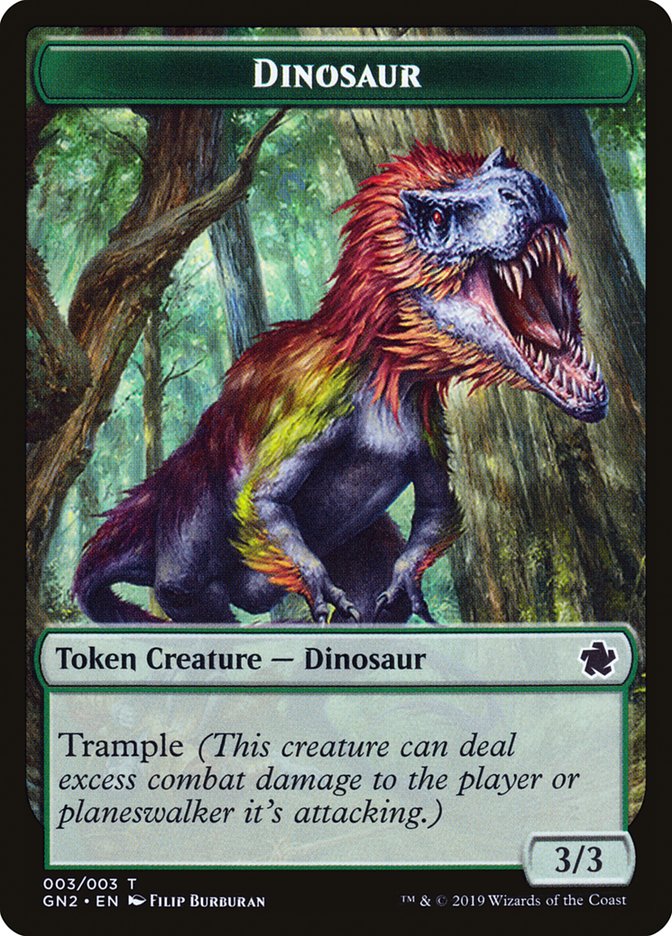 Dinosaur
Token Creature — Dinosaur
Trample (This creature can deal
excess combat damage to the player or
planeswalker it's attacking.)
3/3
003/003 T
GN2 • EN Filip Burburan
™ & © 2019 Wizards of the Coast